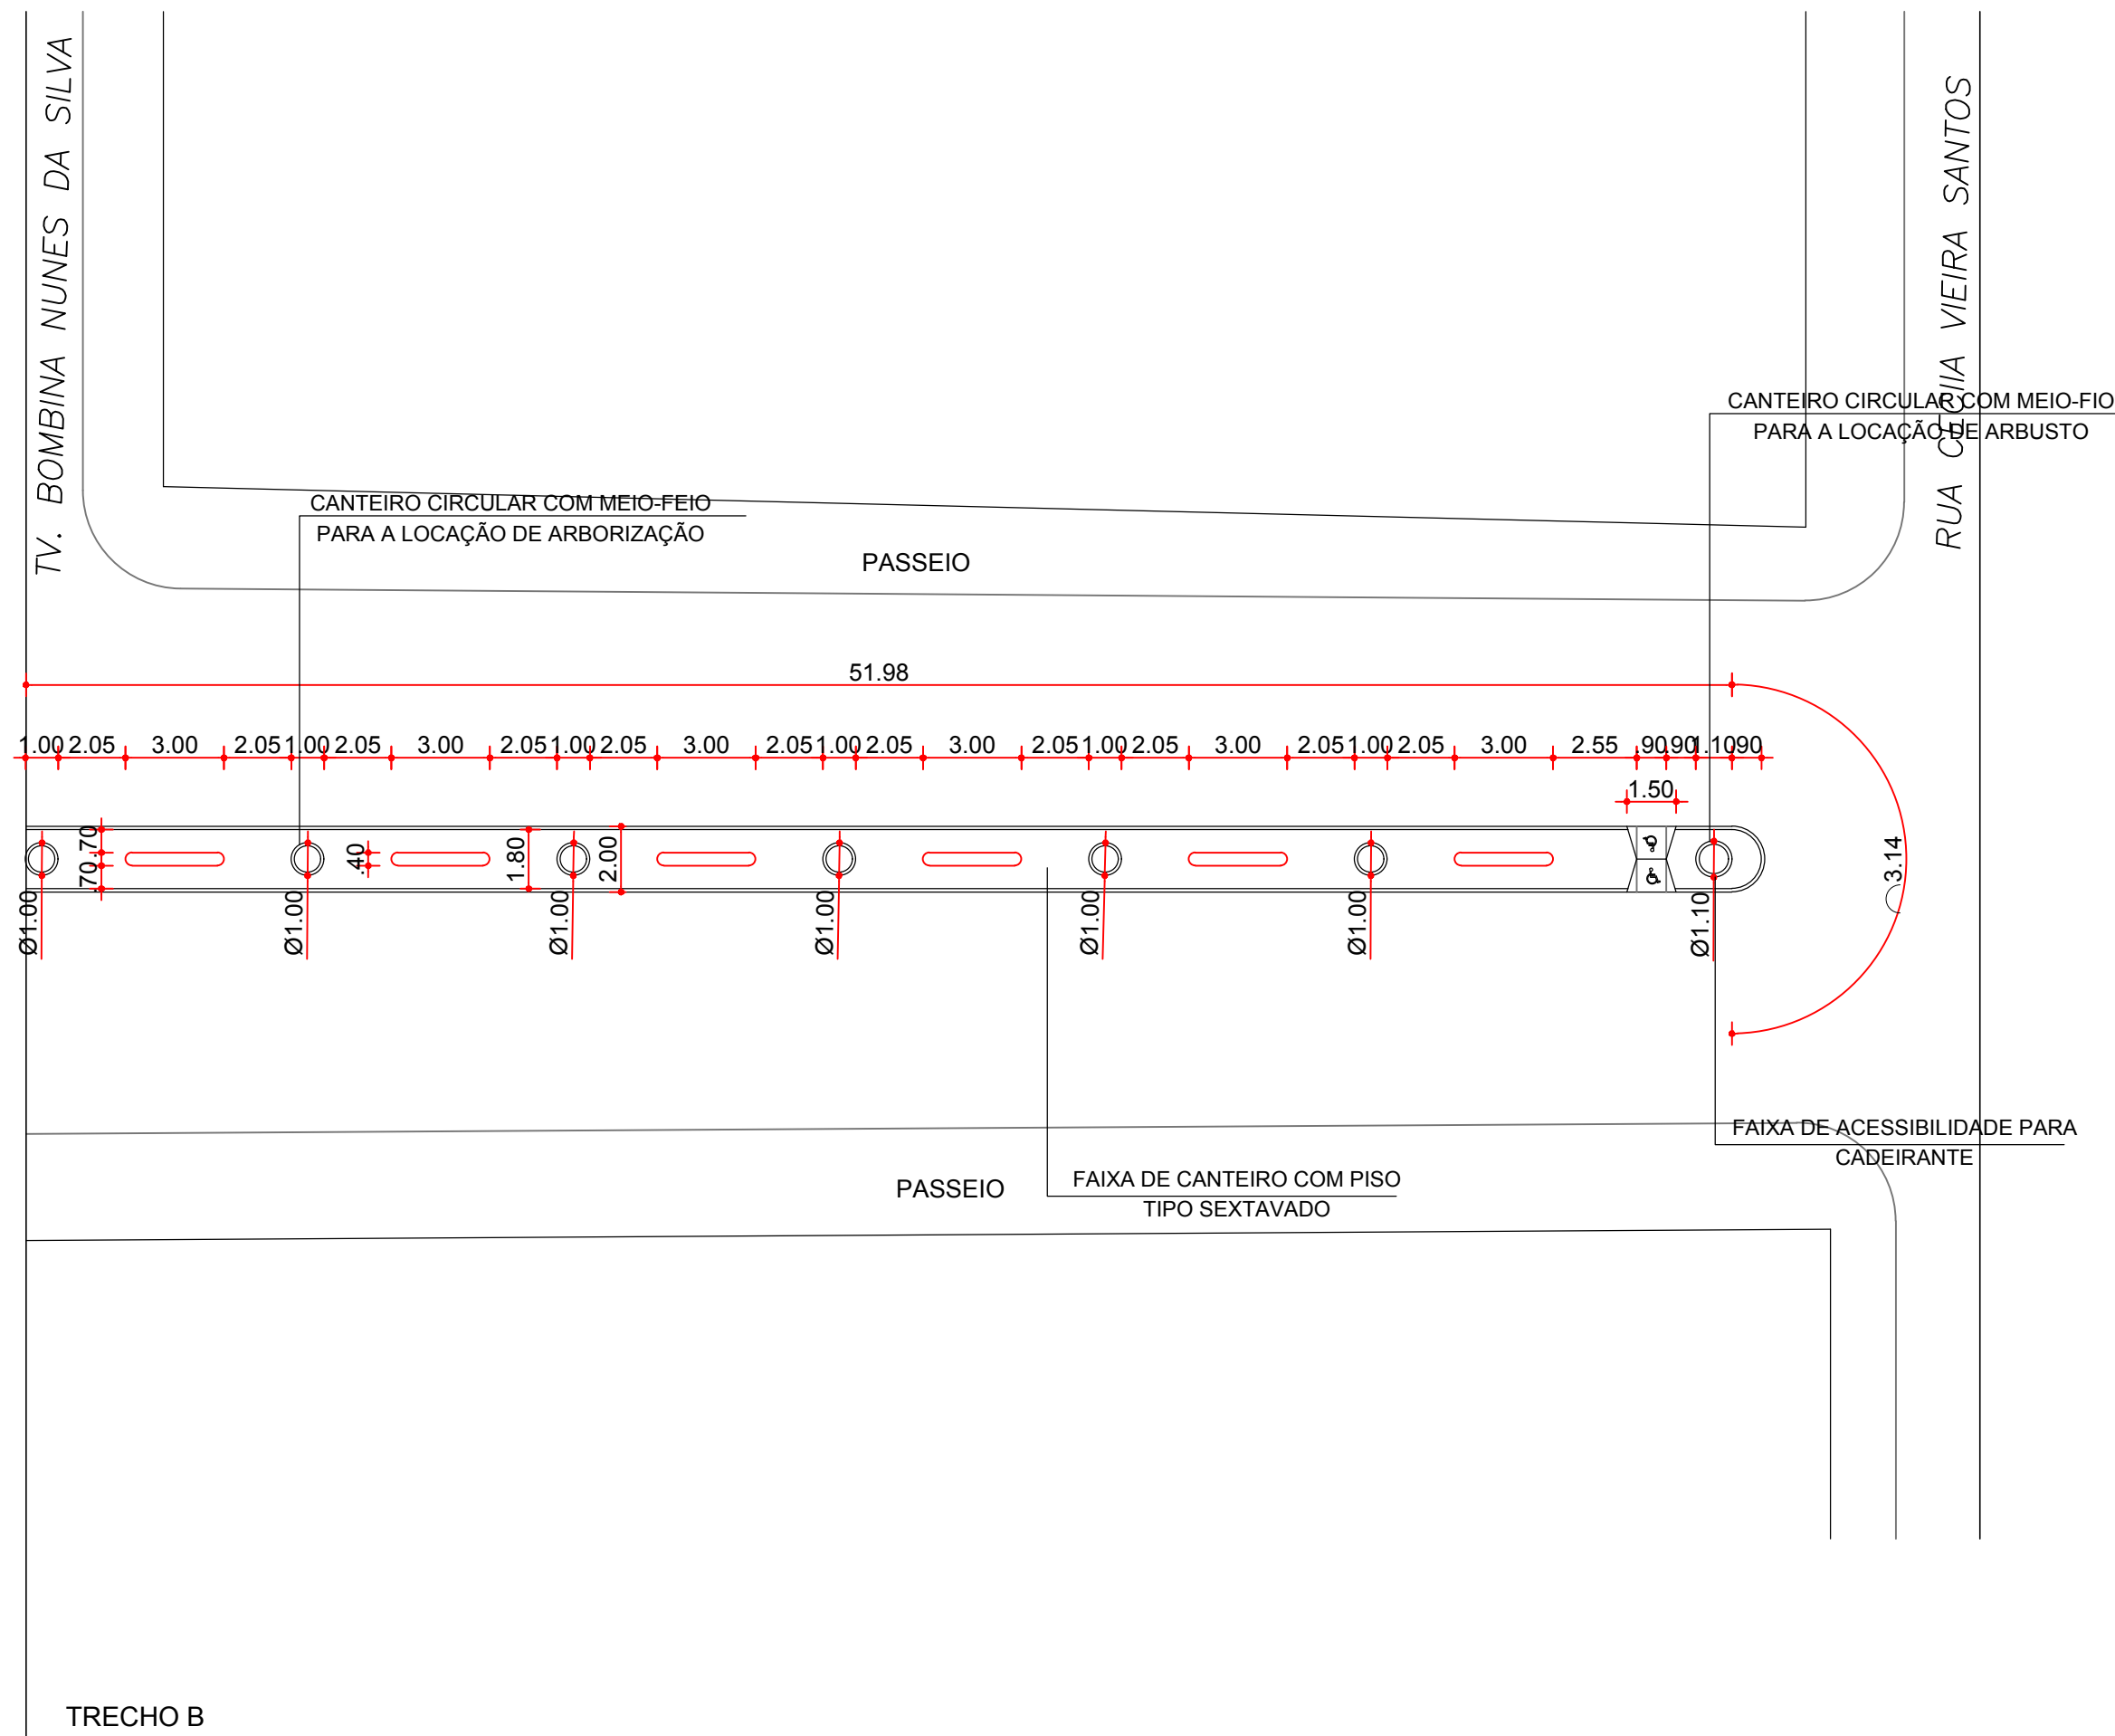 TV. BOMBINA NUNES DA SILVA
RUA CECIIA VIEIRA SANTOS
CANTEIRO CIRCULAR COM MEIO-FIO
PARA A LOCAÇÃO DE ARBUSTO
CANTEIRO CIRCULAR COM MEIO-FEIO
PARA A LOCAÇÃO DE ARBORIZAÇÃO
PASSEIO
51.98
1.00 2.05 3.00 2.05 1.00 2.05 3.00 2.05 1.00 2.05 3.00 2.05 1.00 2.05 3.00 2.05 1.00 2.05 3.00 2.05 1.00 2.05 3.00 2.55 .90 .90 1.10 .90
1.50
.70 .70
.40
1.80
2.00
3.14
Ø1.00 Ø1.00 Ø1.00 Ø1.00 Ø1.00 Ø1.00 Ø1.10
FAIXA DE ACESSIBILIDADE PARA
CADEIRANTE
PASSEIO
FAIXA DE CANTEIRO COM PISO
TIPO SEXTAVADO
TRECHO B